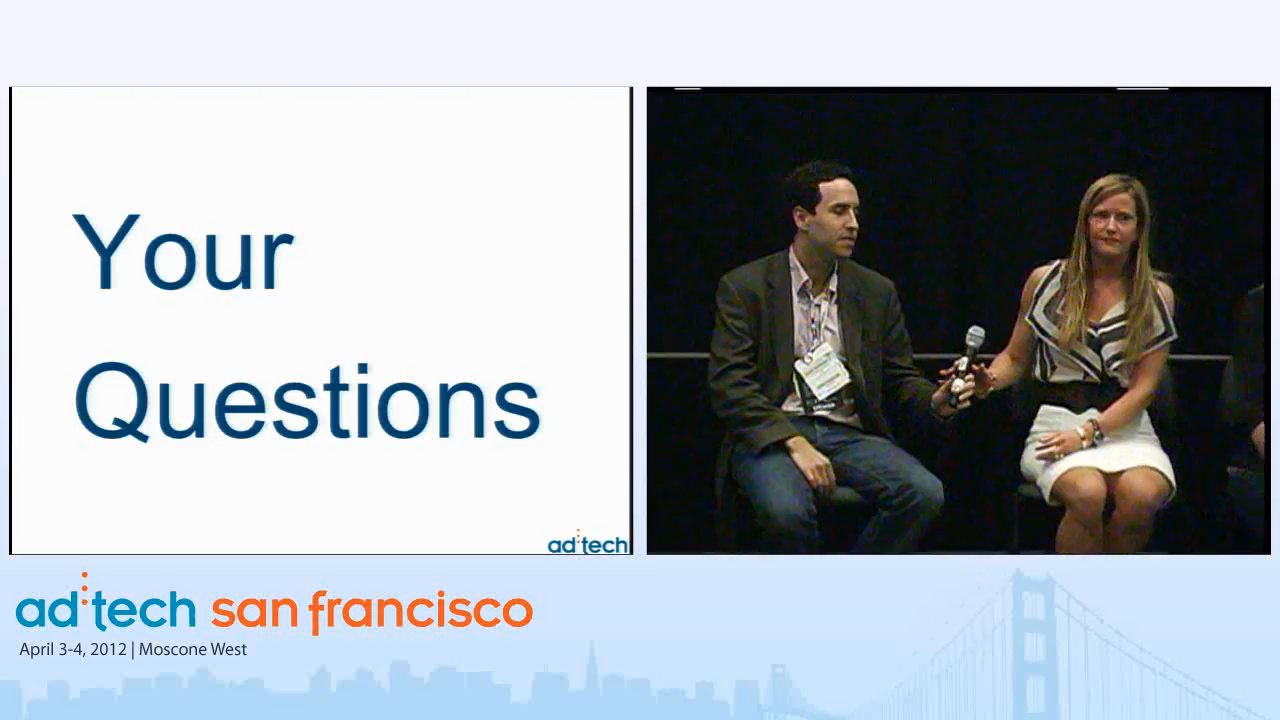 Your
Questions
ad:tech
ad:tech san francisco
April 3-4, 2012 | Moscone West